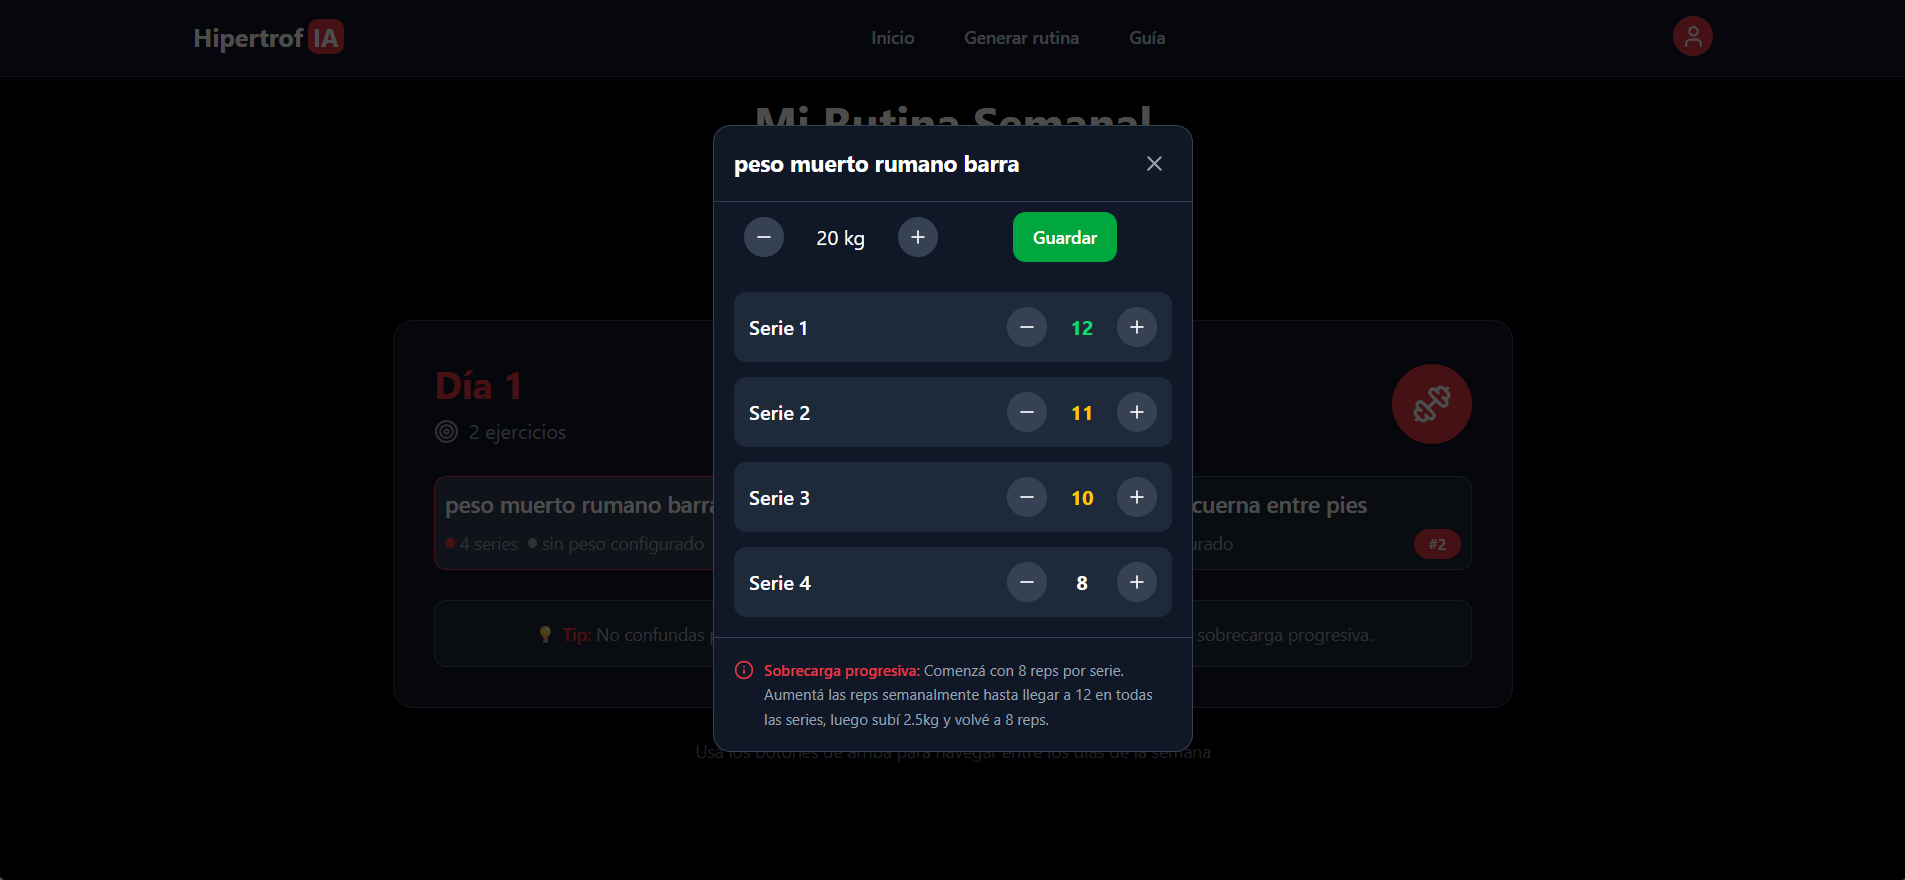 Hipertrof IA
Inicio
Generar rutina
Guía
Mi Rutina Semanal
peso muerto rumano barra
20 kg
Guardar
Serie 1
12
Serie 2
11
Serie 3
10
Serie 4
8
Sobrecarga progresiva: Comenzá con 8 reps por serie.
Aumentá las reps semanalmente hasta llegar a 12 en todas
las series, luego subí 2.5kg y volvé a 8 reps.
Día 1
2 ejercicios
peso muerto rumano barra
4 series
sin peso configurado
cuerna entre pies
urado
#2
Tip: No confundas
sobrecarga progresiva.
Usa los botones de arriba para navegar entre los días de la semana